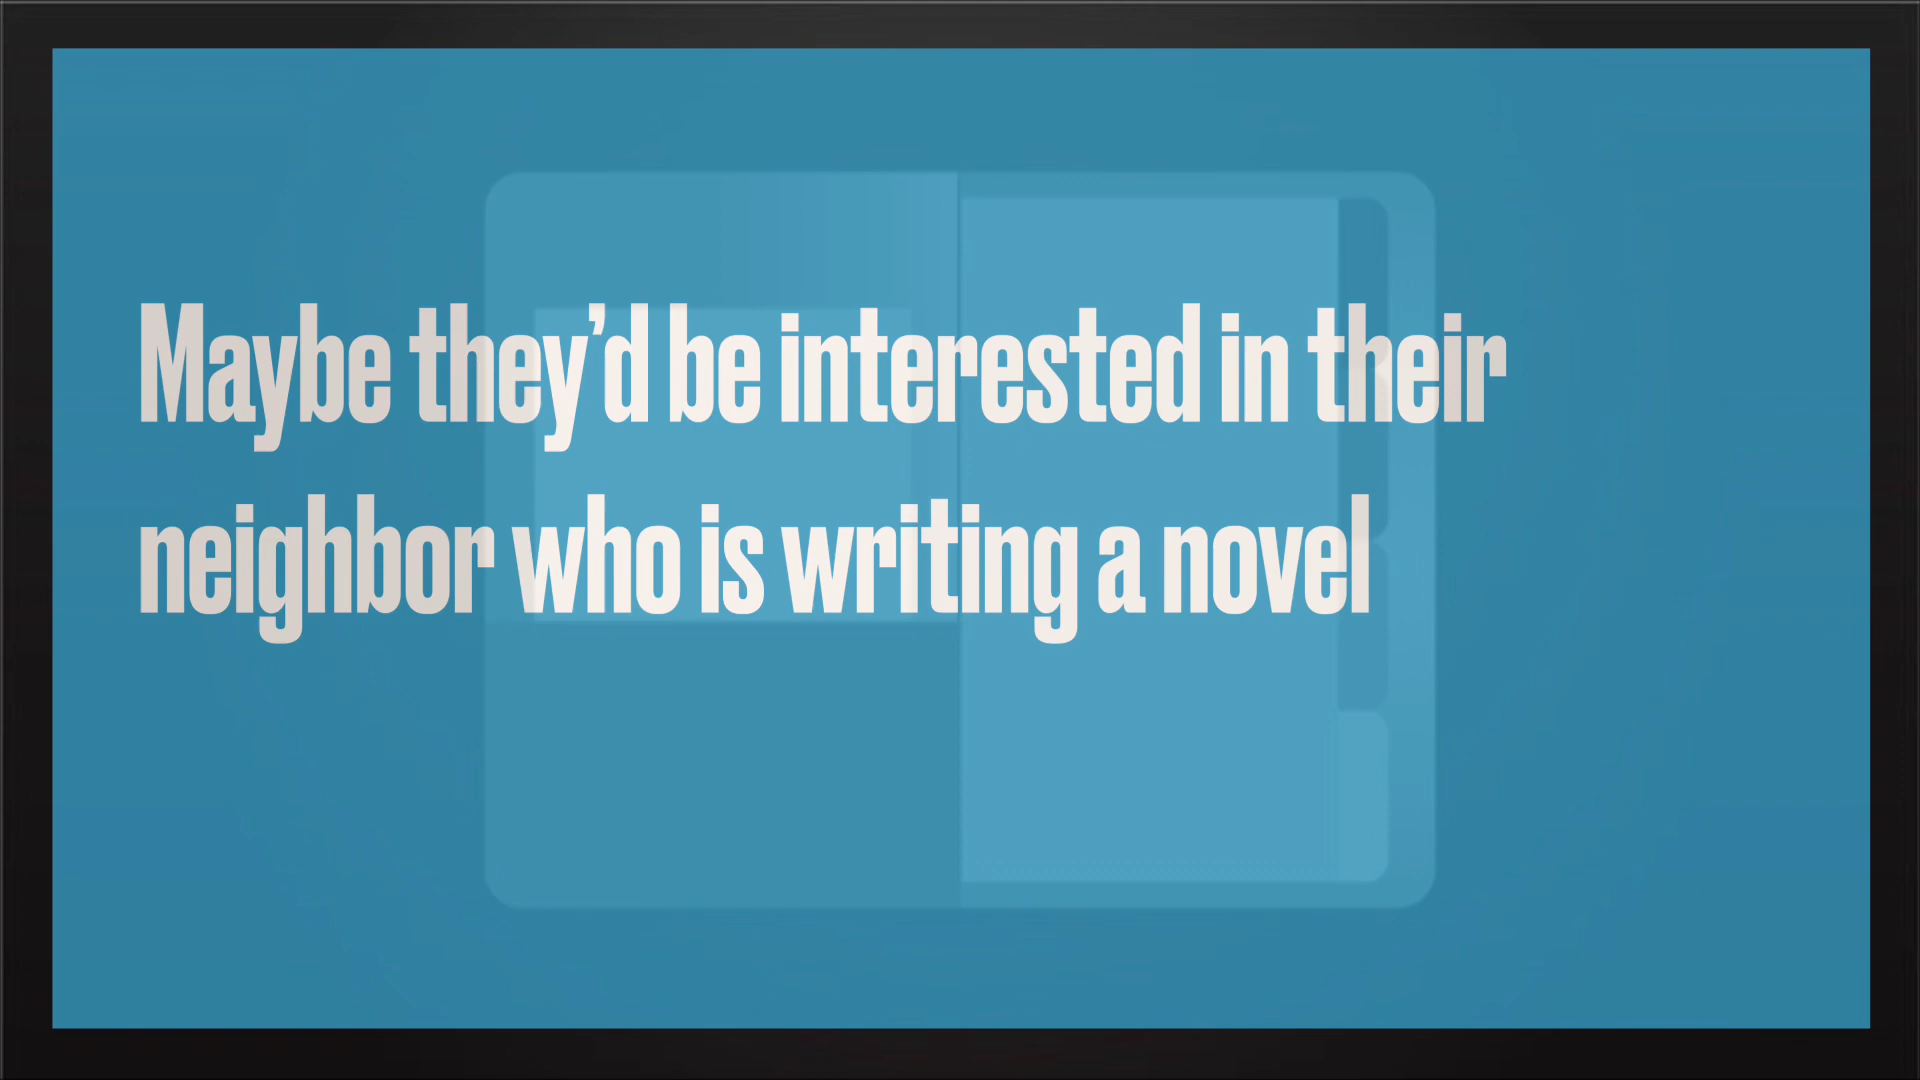 Maybe they’d be interested in their
neighbor who is writing a novel